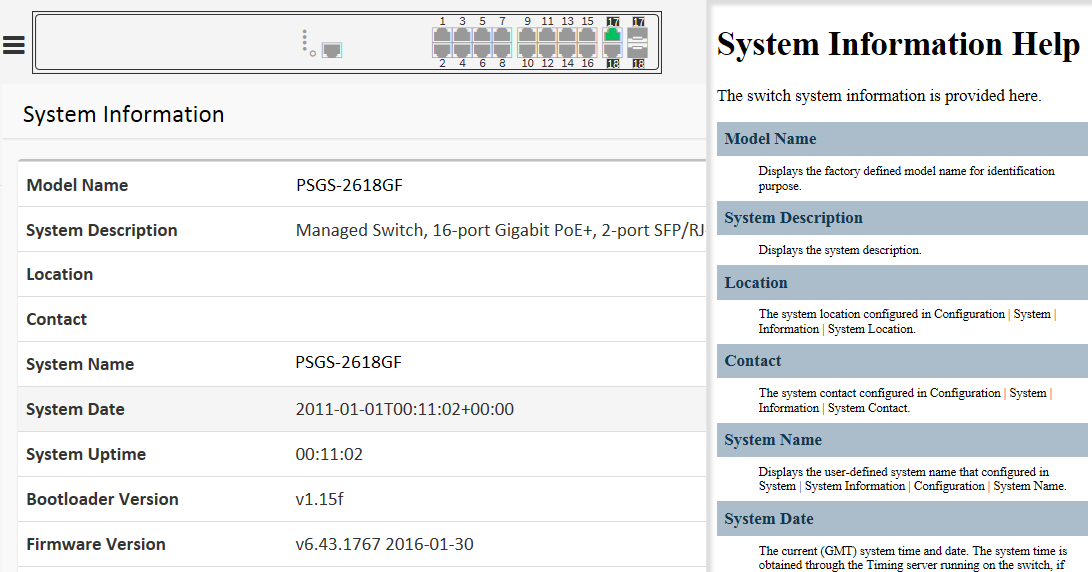 1 3 5 7 9 11 13 15 17 17
2 4 6 8 10 12 14 16 18 18
System Information
Model Name PSGS-2618GF
System Description Managed Switch, 16-port Gigabit PoE+, 2-port SFP/RJ
Location
Contact
System Name PSGS-2618GF
System Date 2011-01-01T00:11:02+00:00
System Uptime 00:11:02
Bootloader Version v1.15f
Firmware Version v6.43.1767 2016-01-30
System Information Help
The switch system information is provided here.
Model Name
Displays the factory defined model name for identification
purpose.
System Description
Displays the system description.
Location
The system location configured in Configuration | System |
Information | System Location.
Contact
The system contact configured in Configuration | System |
Information | System Contact.
System Name
Displays the user-defined system name that configured in
System | System Information | Configuration | System Name.
System Date
The current (GMT) system time and date. The system time is
obtained through the Timing server running on the switch, if